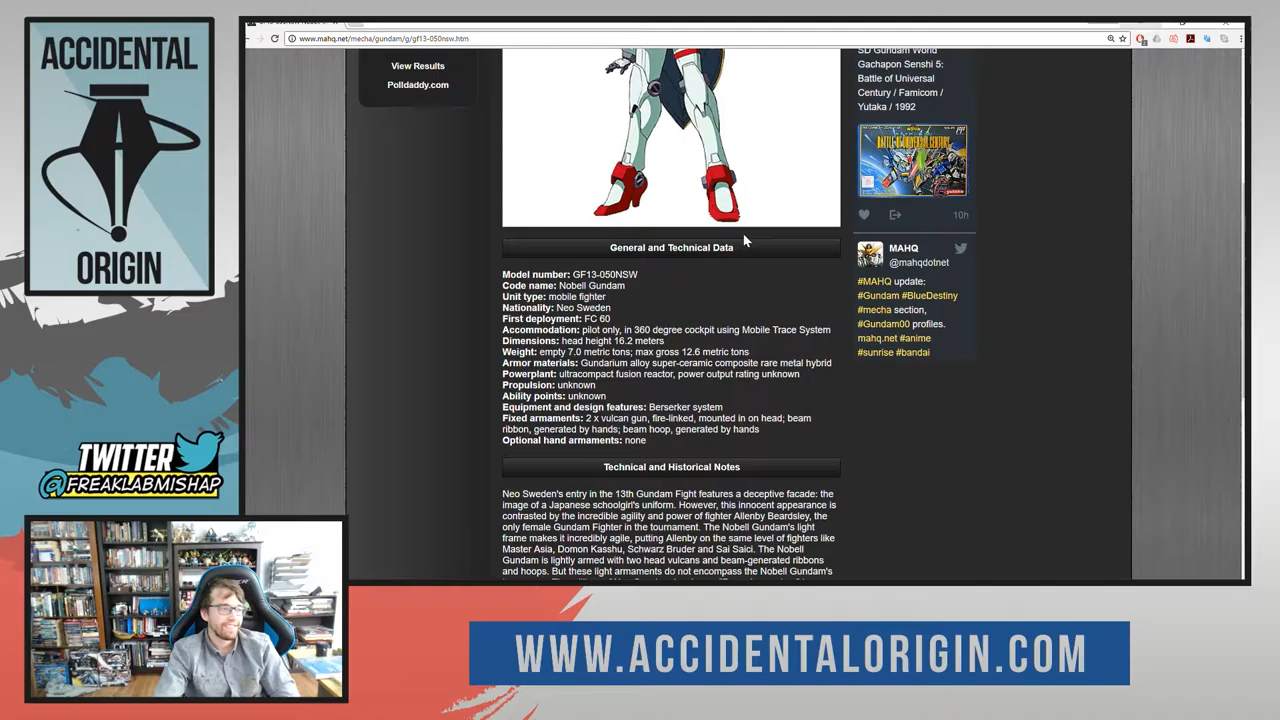 ACCIDENTAL
ORIGIN
TWITTER
@FREAKLABMISHAP
www.mahq.net/mecha/gundam/g/gf13-050nsw.htm
View Results
Polldaddy.com
General and Technical Data
Model number: GF13-050NSW
Code name: Nobell Gundam
Unit type: mobile fighter
Nationality: Neo Sweden
First deployment: FC 60
Accommodation: pilot only, in 360 degree cockpit using Mobile Trace System
Dimensions: head height 16.2 meters
Weight: empty 7.0 metric tons; max gross 12.6 metric tons
Armor materials: Gundarium alloy super-ceramic composite rare metal hybrid
Powerplant: ultracompact fusion reactor, power output rating unknown
Propulsion: unknown
Ability points: unknown
Equipment and design features: Berserker system
Fixed armaments: 2 x vulcan gun, fire-linked, mounted in on head; beam
ribbon, generated by hands; beam hoop, generated by hands
Optional hand armaments: none
Technical and Historical Notes
Neo Sweden's entry in the 13th Gundam Fight features a deceptive facade: the
image of a Japanese schoolgirl's uniform. However, this innocent appearance is
contrasted by the incredible agility and power of fighter Allenby Beardsley, the
only female Gundam Fighter in the tournament. The Nobell Gundam's light
frame makes it incredibly agile, putting Allenby on the same level of fighters like
Master Asia, Domon Kasshu, Schwarz Bruder and Sai Saici. The Nobell
Gundam is lightly armed with two head vulcans and beam-generated ribbons
and hoops. But these light armaments do not encompass the Nobell Gundam's
SD Gundam World
Gachapon Senshi 5:
Battle of Universal
Century / Famicom /
Yutaka / 1992
BATTLE OF UNIVERSAL
CENTURY
10h
MAHQ
@mahqdotnet
#MAHQ update:
#Gundam #BlueDestiny
#mecha section,
#Gundam00 profiles.
mahq.net #anime
#sunrise #bandai
WWW.ACCIDENTALORIGIN.COM